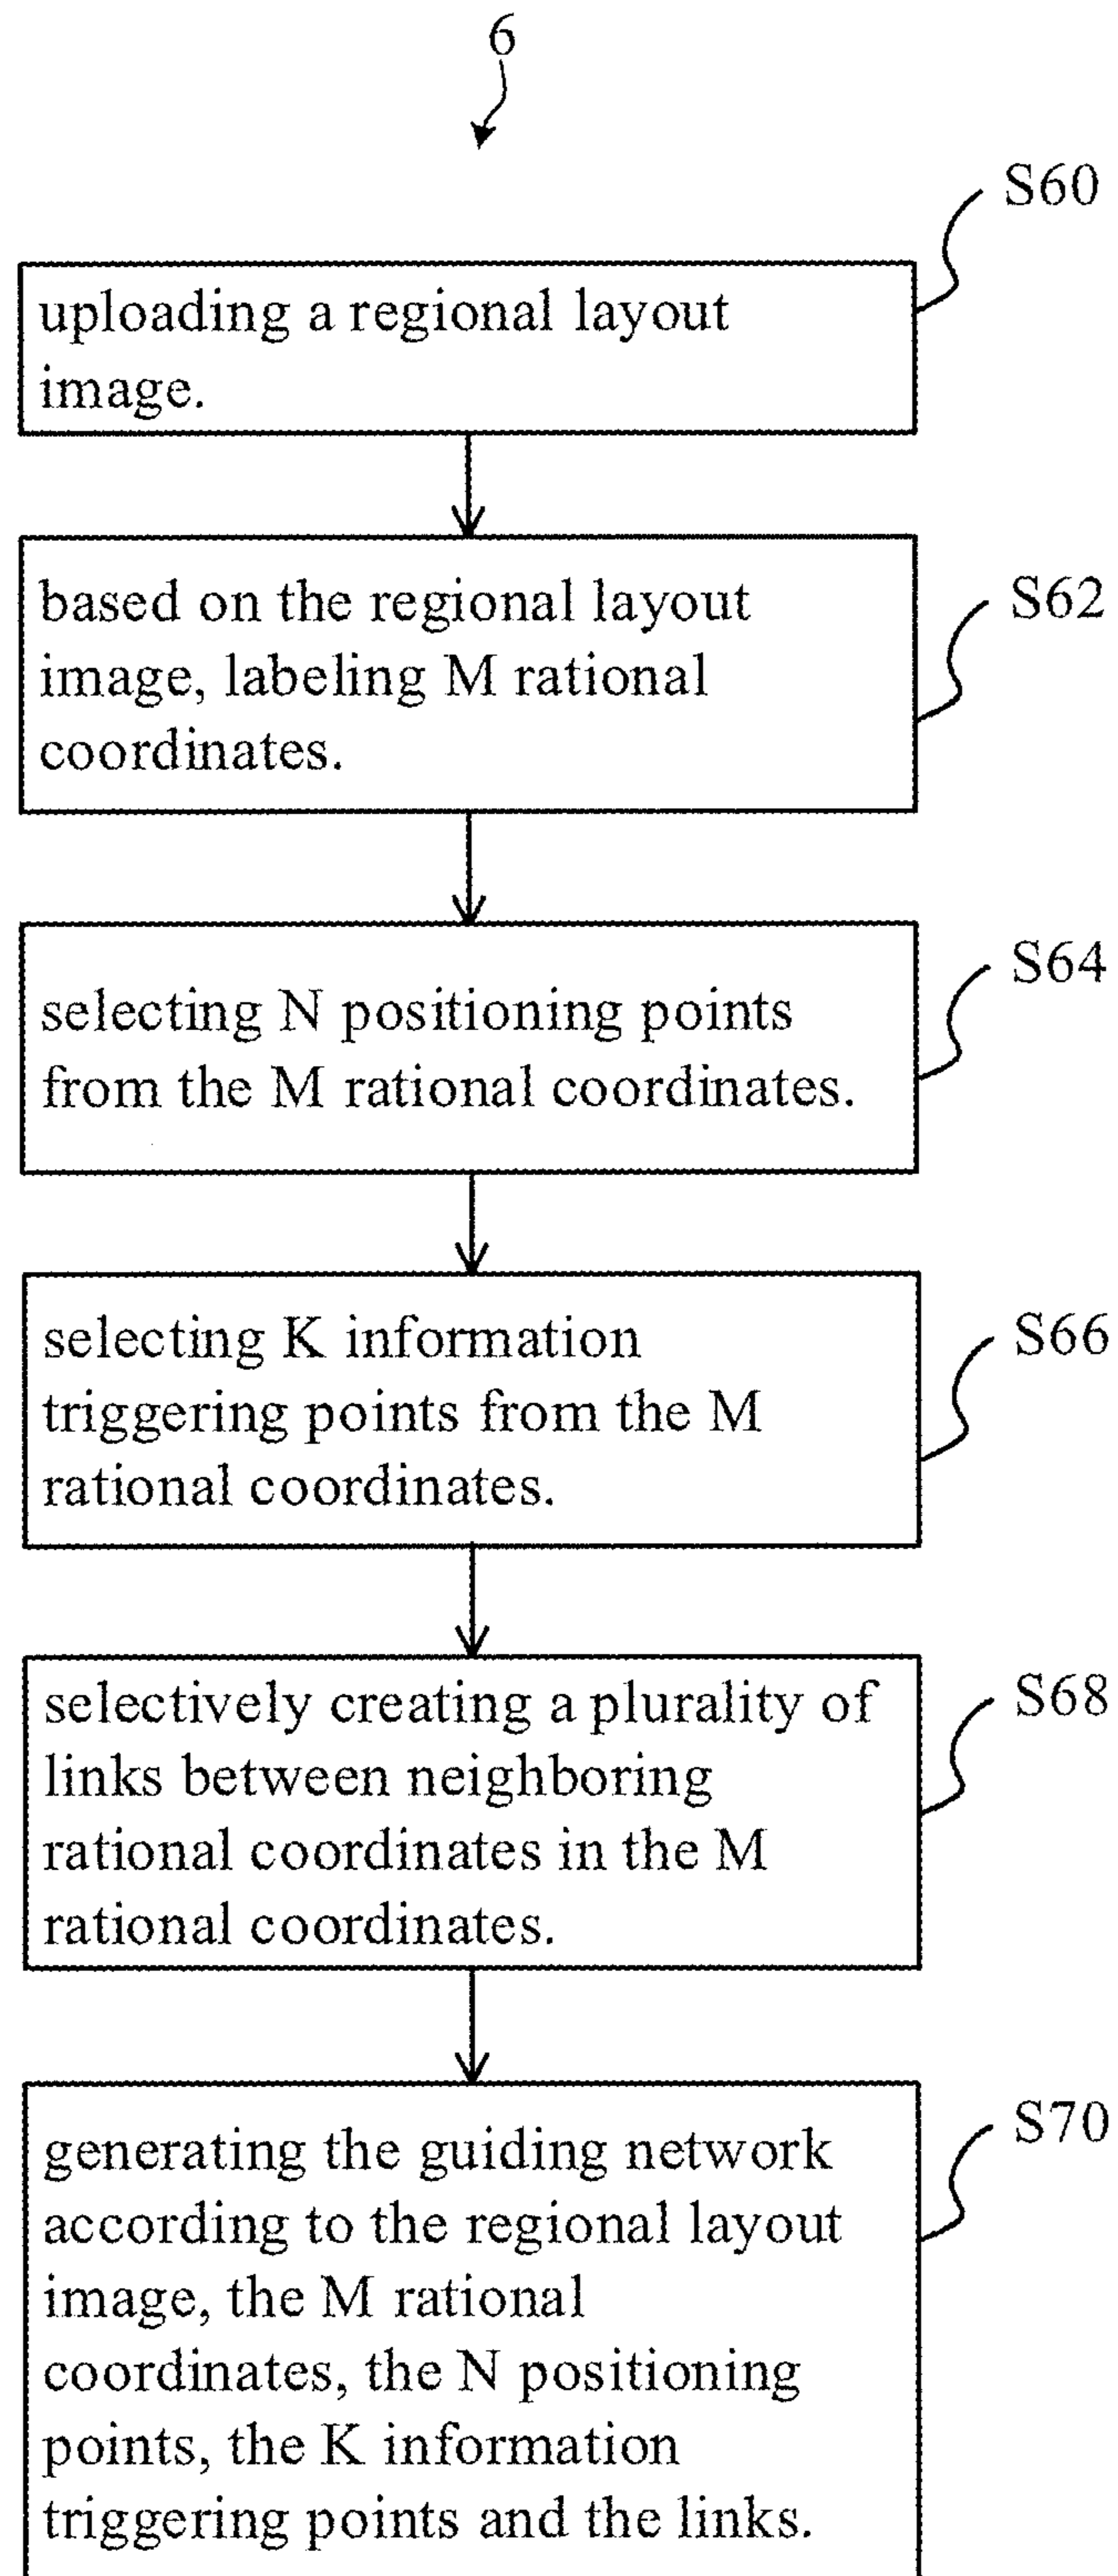 6
S60
uploading a regional layout
image.
S62
based on the regional layout
image, labeling M rational
coordinates.
S64
selecting N positioning points
from the M rational coordinates.
S66
selecting K information
triggering points from the M
rational coordinates.
S68
selectively creating a plurality of
links between neighboring
rational coordinates in the M
rational coordinates.
S70
generating the guiding network
according to the regional layout
image, the M rational
coordinates, the N positioning
points, the K information
triggering points and the links.